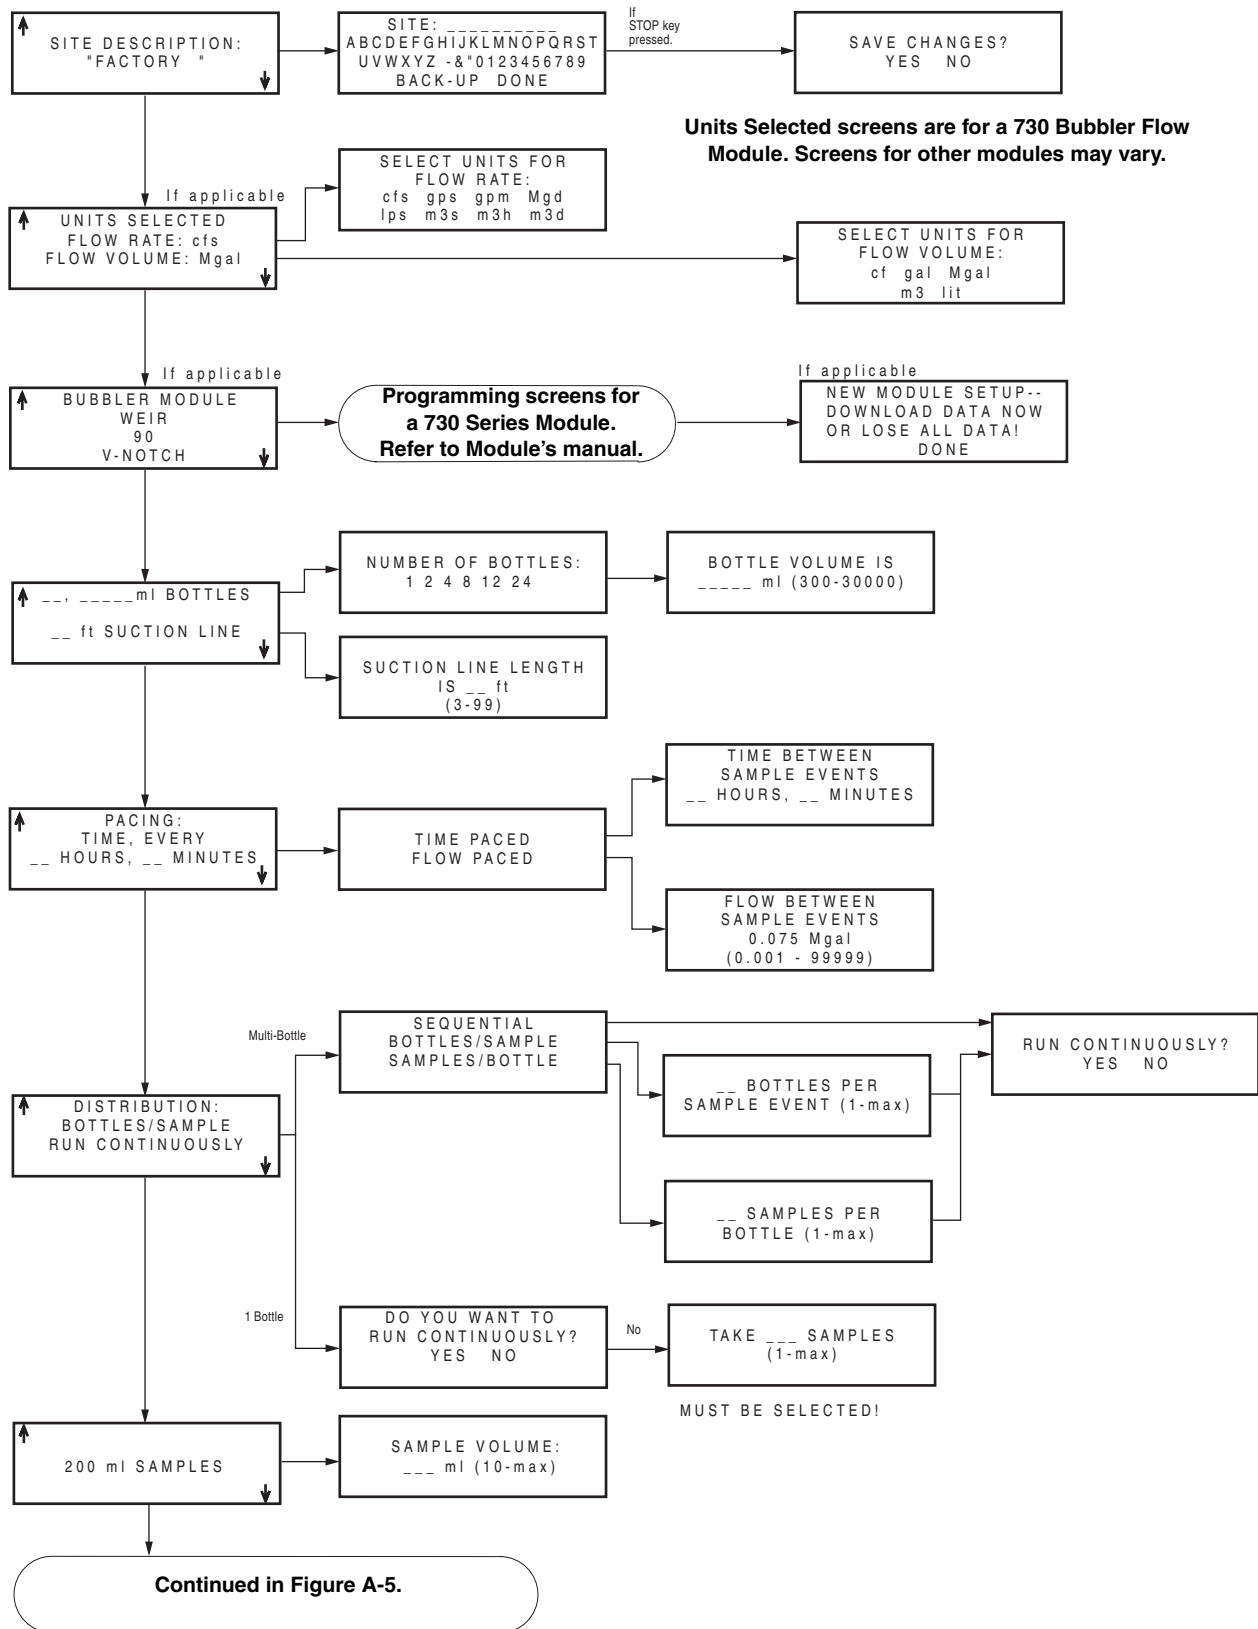 SITE DESCRIPTION:
"FACTORY "
SITE: __________
ABCDEFGHIJKLMNOPQRST
UVWXYZ -&"0123456789
BACK-UP DONE
If
STOP key
pressed.
SAVE CHANGES?
YES NO
Units Selected screens are for a 730 Bubbler Flow
Module. Screens for other modules may vary.
If applicable
UNITS SELECTED
FLOW RATE: cfs
FLOW VOLUME: Mgal
SELECT UNITS FOR
FLOW RATE:
cfs gps gpm Mgd
lps m3s m3h m3d
SELECT UNITS FOR
FLOW VOLUME:
cf gal Mgal
m3 lit
If applicable
BUBBLER MODULE
WEIR
90
V-NOTCH
Programming screens for
a 730 Series Module.
Refer to Module's manual.
If applicable
NEW MODULE SETUP--
DOWNLOAD DATA NOW
OR LOSE ALL DATA!
DONE
__, _____ml BOTTLES
__ ft SUCTION LINE
NUMBER OF BOTTLES:
1 2 4 8 12 24
BOTTLE VOLUME IS
_____ ml (300-30000)
SUCTION LINE LENGTH
IS __ ft
(3-99)
PACING:
TIME, EVERY
__ HOURS, __ MINUTES
TIME PACED
FLOW PACED
TIME BETWEEN
SAMPLE EVENTS
__ HOURS, __ MINUTES
FLOW BETWEEN
SAMPLE EVENTS
0.075 Mgal
(0.001 - 99999)
DISTRIBUTION:
BOTTLES/SAMPLE
RUN CONTINUOUSLY
Multi-Bottle
SEQUENTIAL
BOTTLES/SAMPLE
SAMPLES/BOTTLE
RUN CONTINUOUSLY?
YES NO
__ BOTTLES PER
SAMPLE EVENT (1-max)
__ SAMPLES PER
BOTTLE (1-max)
1 Bottle
DO YOU WANT TO
RUN CONTINUOUSLY?
YES NO
No
TAKE ___ SAMPLES
(1-max)
MUST BE SELECTED!
200 ml SAMPLES
SAMPLE VOLUME:
___ ml (10-max)
Continued in Figure A-5.